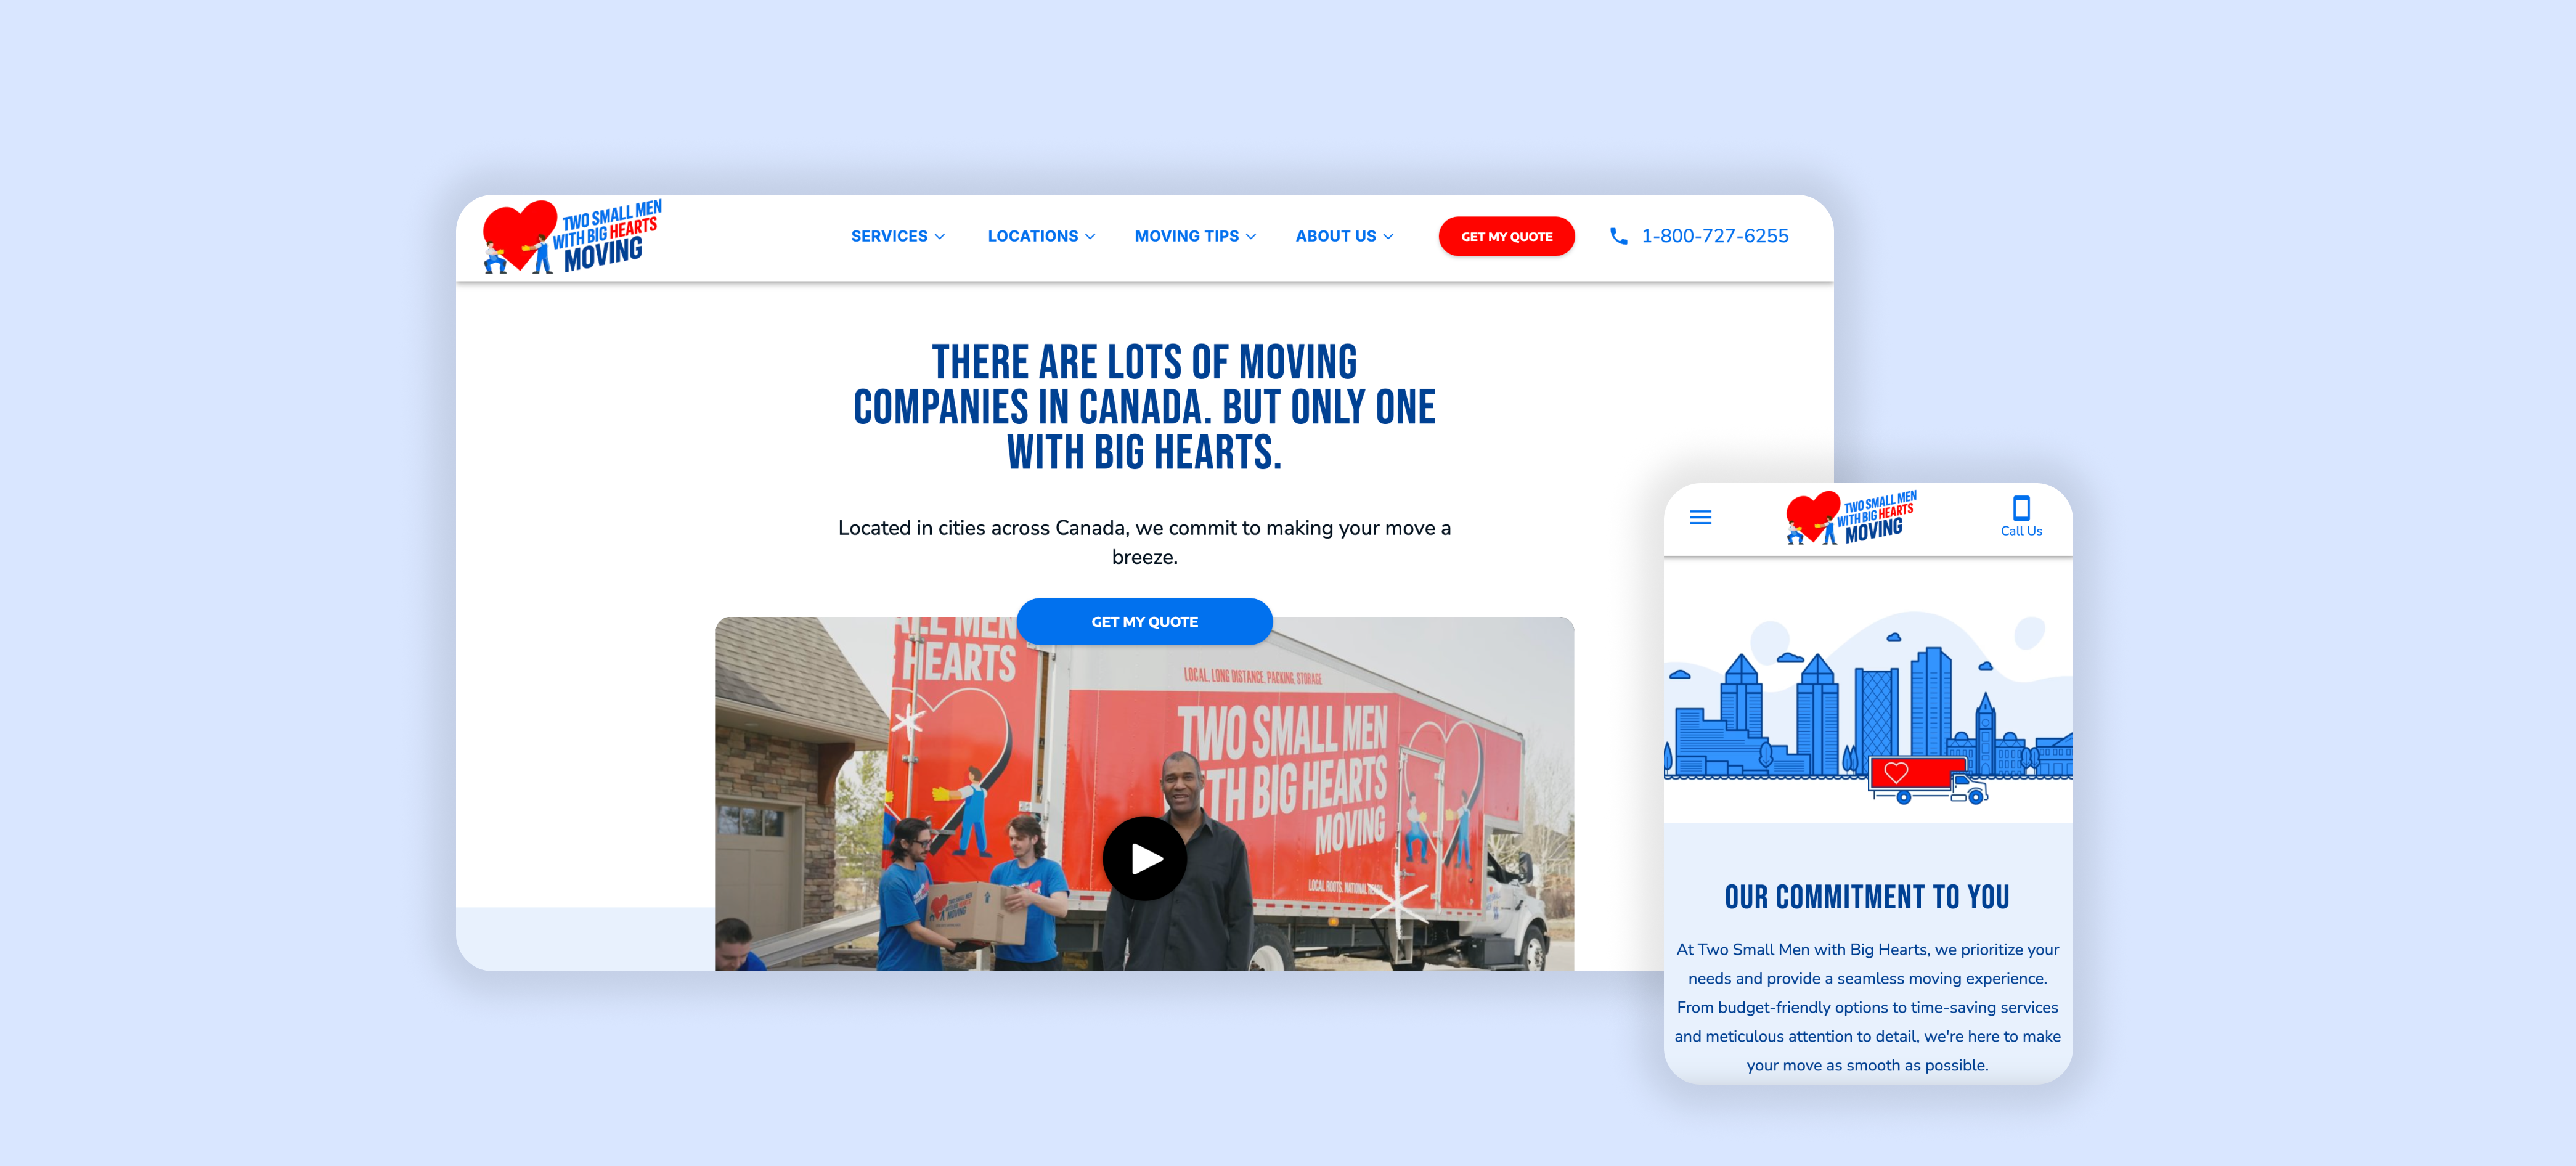 TWO SMALL MEN
WITH BIG HEARTS
MOVING
SERVICES
LOCATIONS
MOVING TIPS
ABOUT US
GET MY QUOTE
1-800-727-6255
THERE ARE LOTS OF MOVING
COMPANIES IN CANADA. BUT ONLY ONE
WITH BIG HEARTS.
Located in cities across Canada, we commit to making your move a
breeze.
GET MY QUOTE
MEN
HEARTS
LOCAL, LONG DISTANCE, PACKING, STORAGE
TWO SMALL MEN
WITH BIG HEARTS
MOVING
LOCAL ROOTS. NATIONAL
MOVING
TWO SMALL MEN
WITH BIG HEARTS
MOVING
Call Us
OUR COMMITMENT TO YOU
At Two Small Men with Big Hearts, we prioritize your
needs and provide a seamless moving experience.
From budget-friendly options to time-saving services
and meticulous attention to detail, we're here to make
your move as smooth as possible.